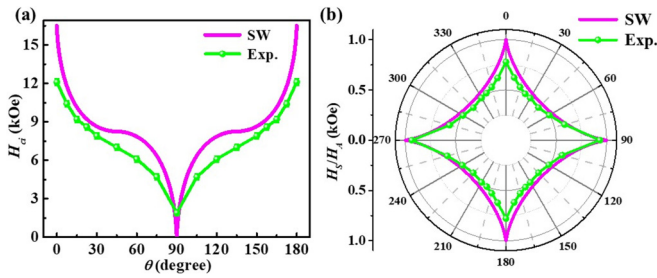 (a)
SW
Exp.
H_ci (kOe)
15
12
9
6
3
0
0 30 60 90 120 150 180
θ (degree)
(b)
SW
Exp.
H_S/H_A (kOe)
1.0
0.5
0.0
0.5
1.0
0
30
60
90
120
150
180
210
240
270
300
330